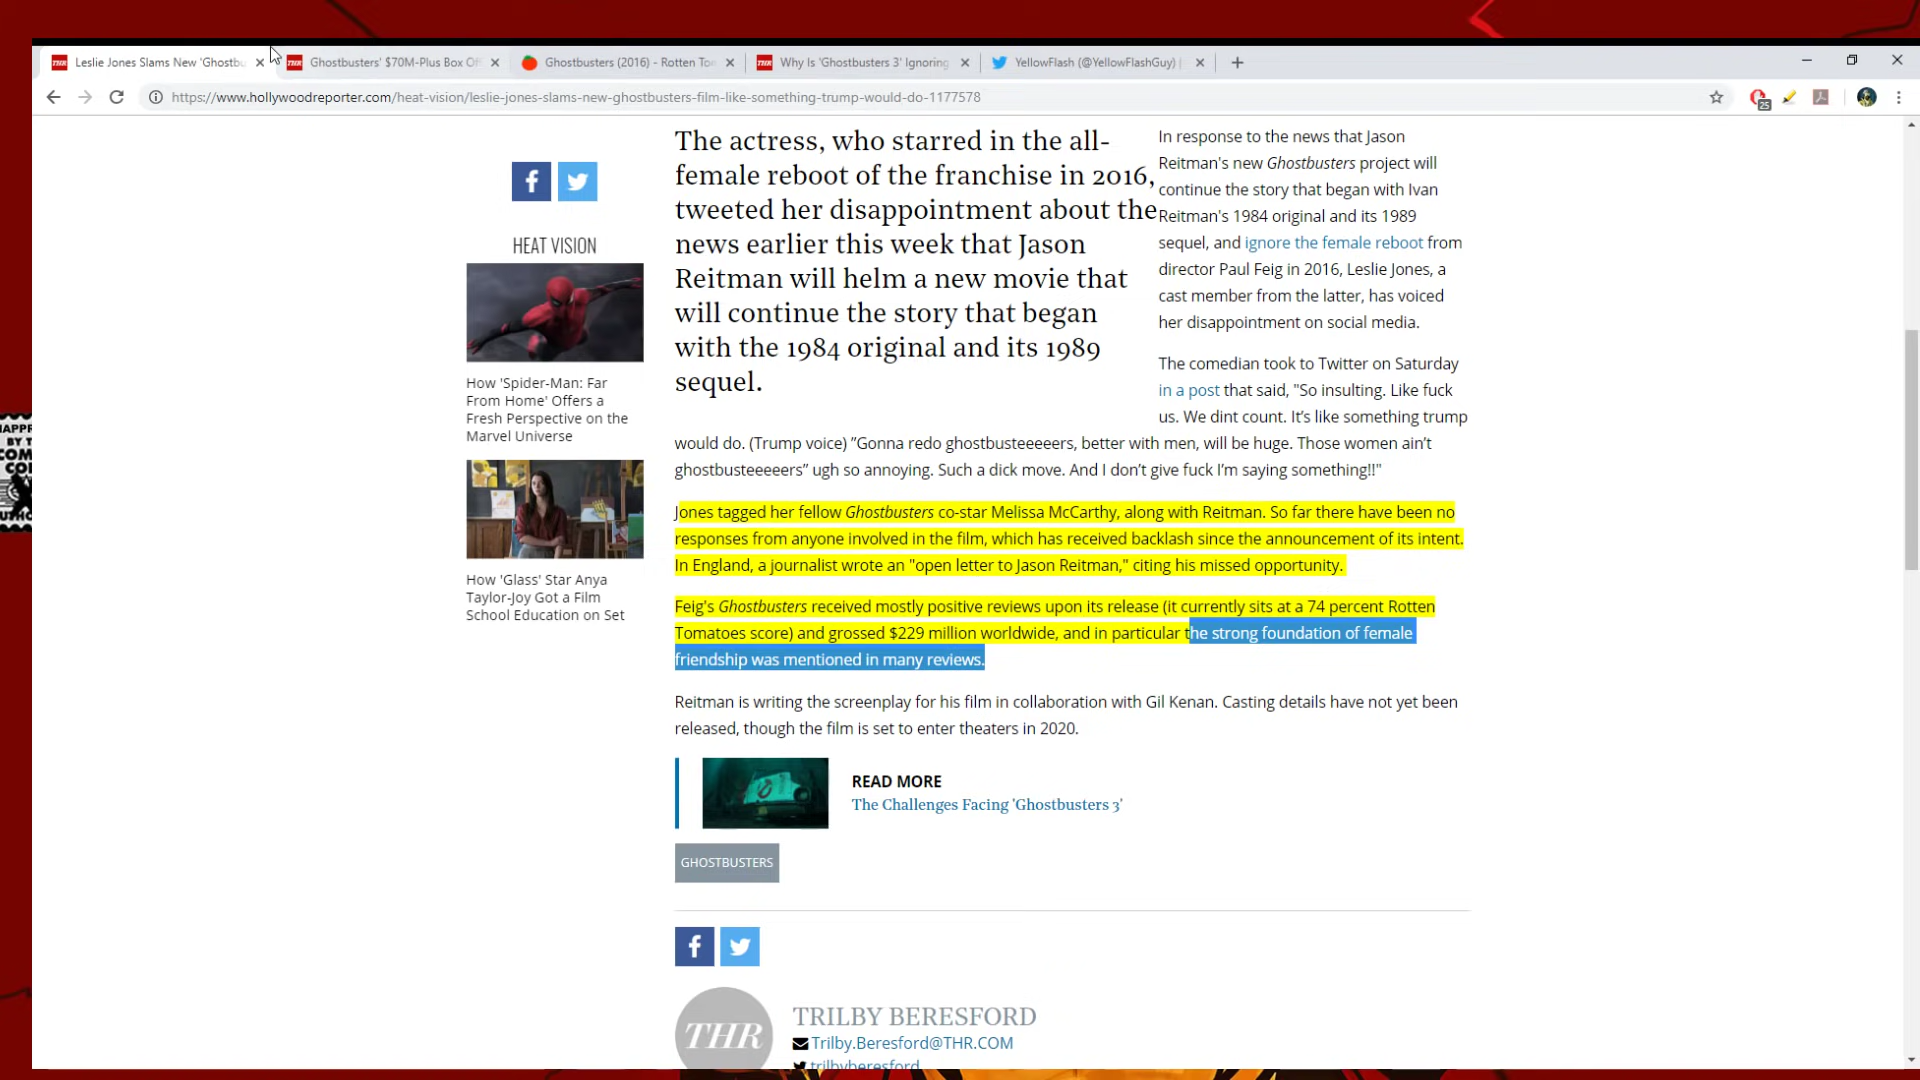 Leslie Jones Slams New 'Ghostbu
Ghostbusters' $70M-Plus Box Of
Ghostbusters (2016) - Rotten To
Why Is 'Ghostbusters 3' Ignoring
YellowFlash (@YellowFlashGuy) |
https://www.hollywoodreporter.com/heat-vision/leslie-jones-slams-new-ghostbusters-film-like-something-trump-would-do-1177578
25
HEAT VISION
How 'Spider-Man: Far
From Home' Offers a
Fresh Perspective on the
Marvel Universe
How 'Glass' Star Anya
Taylor-Joy Got a Film
School Education on Set
The actress, who starred in the all-
female reboot of the franchise in 2016,
tweeted her disappointment about the
news earlier this week that Jason
Reitman will helm a new movie that
will continue the story that began
with the 1984 original and its 1989
sequel.
In response to the news that Jason
Reitman's new Ghostbusters project will
continue the story that began with Ivan
Reitman's 1984 original and its 1989
sequel, and ignore the female reboot from
director Paul Feig in 2016, Leslie Jones, a
cast member from the latter, has voiced
her disappointment on social media.
The comedian took to Twitter on Saturday
in a post that said, "So insulting. Like fuck
us. We dint count. It's like something trump
would do. (Trump voice) "Gonna redo ghostbusteeeeers, better with men, will be huge. Those women ain't
ghostbusteeeeers" ugh so annoying. Such a dick move. And I don't give fuck I'm saying something!!"
Jones tagged her fellow Ghostbusters co-star Melissa McCarthy, along with Reitman. So far there have been no
responses from anyone involved in the film, which has received backlash since the announcement of its intent.
In England, a journalist wrote an "open letter to Jason Reitman," citing his missed opportunity.
Feig's Ghostbusters received mostly positive reviews upon its release (it currently sits at a 74 percent Rotten
Tomatoes score) and grossed $229 million worldwide, and in particular the strong foundation of female
friendship was mentioned in many reviews.
Reitman is writing the screenplay for his film in collaboration with Gil Kenan. Casting details have not yet been
released, though the film is set to enter theaters in 2020.
READ MORE
The Challenges Facing 'Ghostbusters 3'
GHOSTBUSTERS
THR
TRILBY BERESFORD
Trilby.Beresford@THR.COM
trilbyberesford